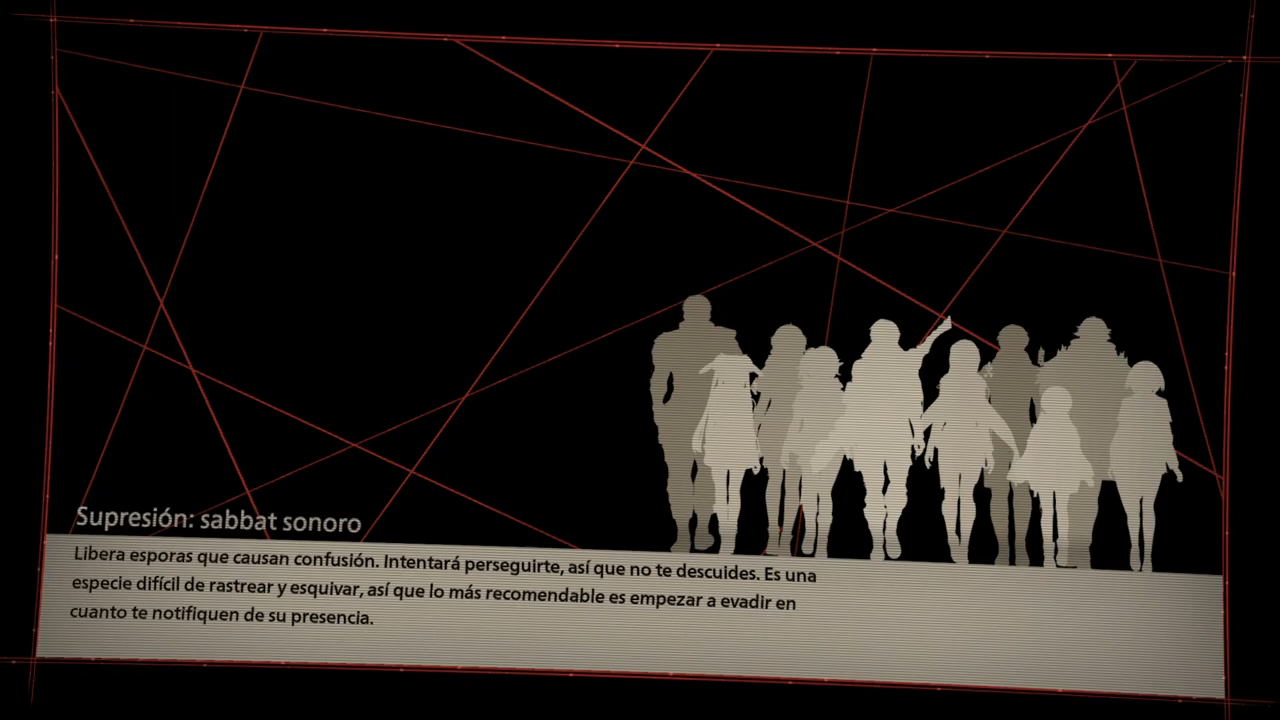 Supresión: sabbat sonoro
Libera esporas que causan confusión. Intentará perseguirte, así que no te descuides. Es una
especie difícil de rastrear y esquivar, así que lo más recomendable es empezar a evadir en
cuanto te notifiquen de su presencia.